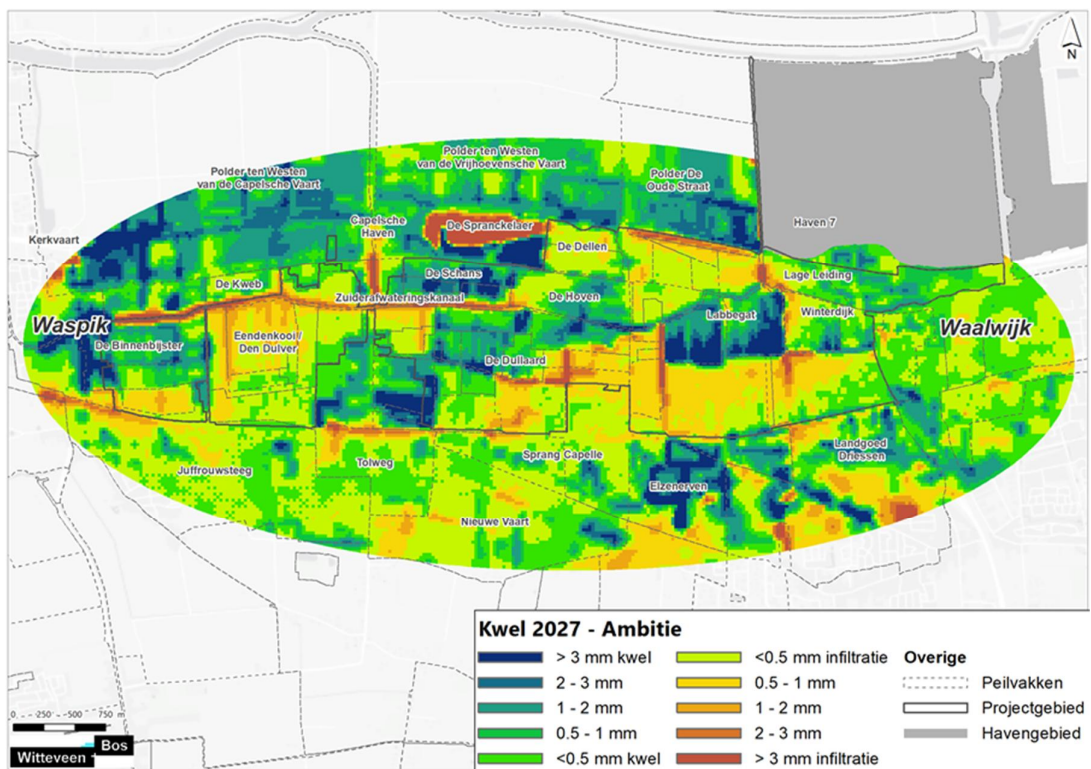 N
Polder ten Westen
van de Vrijhoevensche Vaart
Polder ten Westen
van de Capelsche Vaart
Polder De
Oude Straat
Kerkvaart
Capelsche
Haven
De Spranckelaer
Haven 7
De Dellen
De Kweb
De Schans
Lage Leiding
Zuiderafwateringskanaal
De Hoven
Waspik
Labbegat
Winterdijk
Waalwijk
De Binnenbijster
Eendenkooi /
Den Dulver
De Dullaard
Juffrouwsteeg
Tolweg
Sprang Capelle
Landgoed
Driessen
Elzenerven
Nieuwe Vaart
Kwel 2027 - Ambitie
> 3 mm kwel
2 - 3 mm
1 - 2 mm
0.5 - 1 mm
<0.5 mm kwel
<0.5 mm infiltratie
0.5 - 1 mm
1 - 2 mm
2 - 3 mm
> 3 mm infiltratie
Overige
Peilvakken
Projectgebied
Havengebied
0 250 500 750 m
Witteveen + Bos